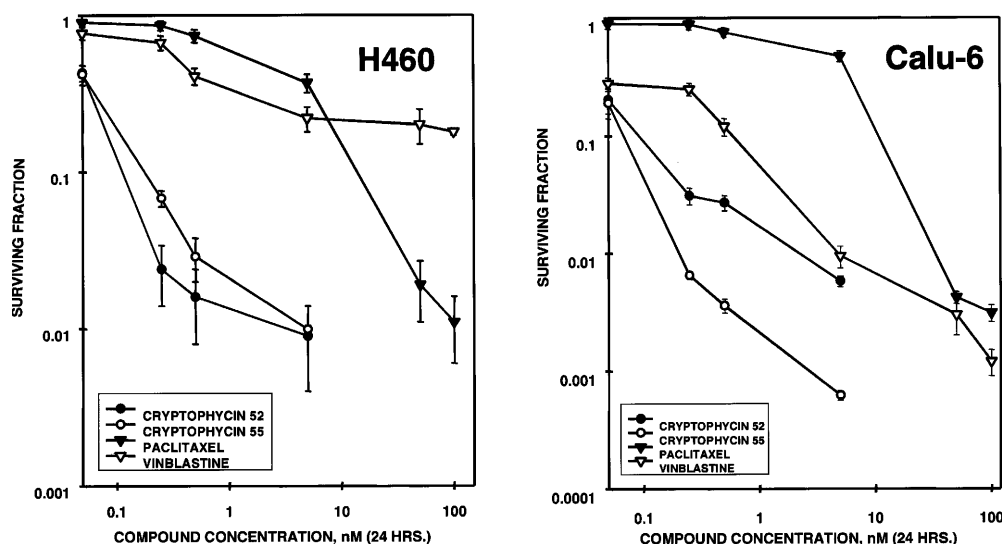 H460
1
0.1
0.01
0.001
SURVIVING FRACTION
CRYPTOPHYCIN 52
CRYPTOPHYCIN 55
PACLITAXEL
VINBLASTINE
0.1 1 10 100
COMPOUND CONCENTRATION, nM (24 HRS.)
Calu-6
1
0.1
0.01
0.001
0.0001
SURVIVING FRACTION
CRYPTOPHYCIN 52
CRYPTOPHYCIN 55
PACLITAXEL
VINBLASTINE
0.1 1 10 100
COMPOUND CONCENTRATION, nM (24 HRS.)